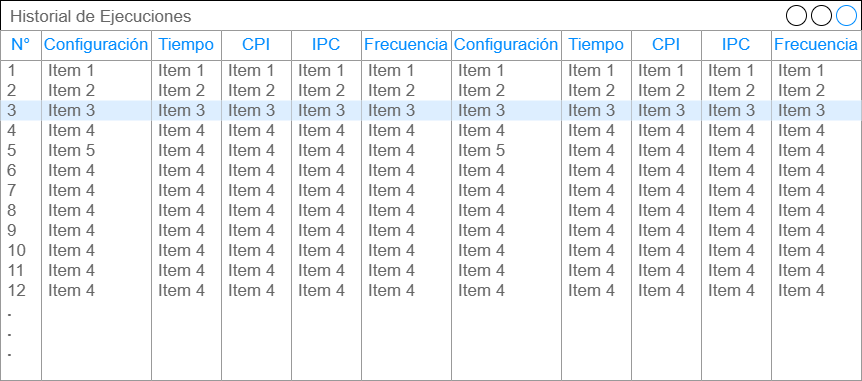 Historial de Ejecuciones
N° Configuración Tiempo CPI IPC Frecuencia Configuración Tiempo CPI IPC Frecuencia
1 Item 1 Item 1 Item 1 Item 1 Item 1 Item 1 Item 1 Item 1 Item 1 Item 1
2 Item 2 Item 2 Item 2 Item 2 Item 2 Item 2 Item 2 Item 2 Item 2 Item 2
3 Item 3 Item 3 Item 3 Item 3 Item 3 Item 3 Item 3 Item 3 Item 3 Item 3
4 Item 4 Item 4 Item 4 Item 4 Item 4 Item 4 Item 4 Item 4 Item 4 Item 4
5 Item 5 Item 4 Item 4 Item 4 Item 4 Item 5 Item 4 Item 4 Item 4 Item 4
6 Item 4 Item 4 Item 4 Item 4 Item 4 Item 4 Item 4 Item 4 Item 4 Item 4
7 Item 4 Item 4 Item 4 Item 4 Item 4 Item 4 Item 4 Item 4 Item 4 Item 4
8 Item 4 Item 4 Item 4 Item 4 Item 4 Item 4 Item 4 Item 4 Item 4 Item 4
9 Item 4 Item 4 Item 4 Item 4 Item 4 Item 4 Item 4 Item 4 Item 4 Item 4
10 Item 4 Item 4 Item 4 Item 4 Item 4 Item 4 Item 4 Item 4 Item 4 Item 4
11 Item 4 Item 4 Item 4 Item 4 Item 4 Item 4 Item 4 Item 4 Item 4 Item 4
12 Item 4 Item 4 Item 4 Item 4 Item 4 Item 4 Item 4 Item 4 Item 4 Item 4
.
.
.